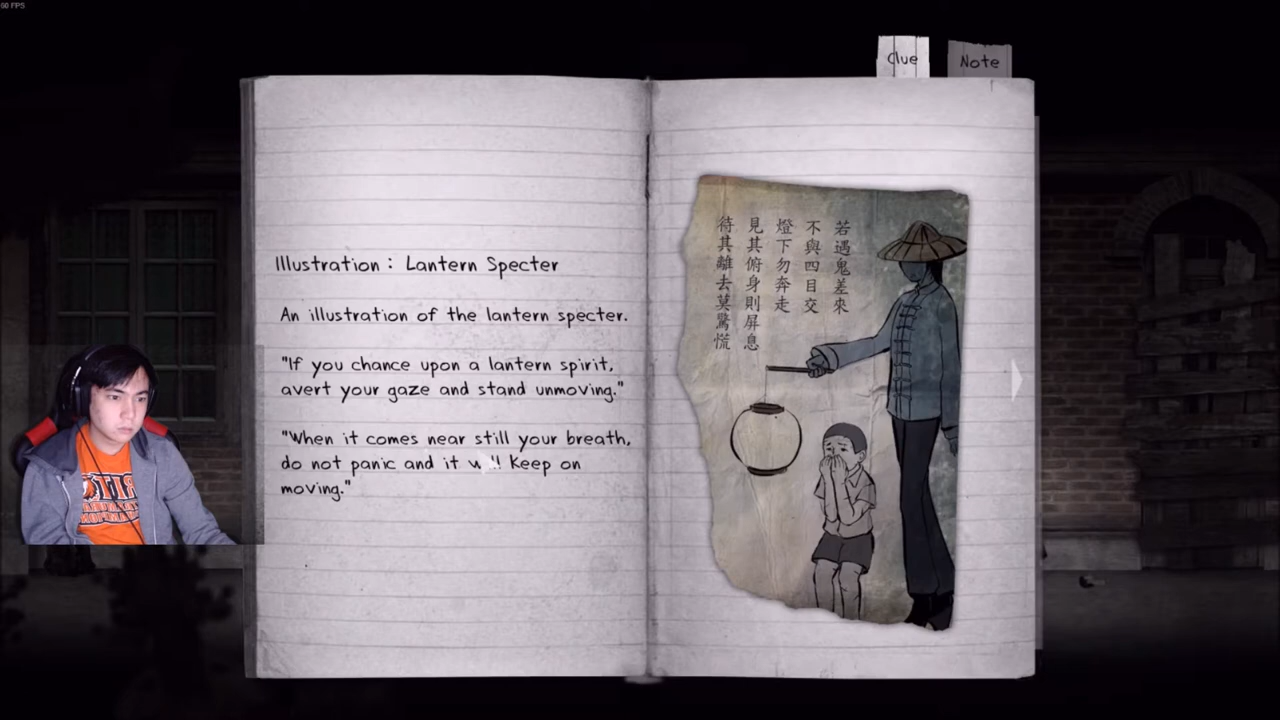 60 FPS
Clue
Note
Illustration : Lantern Specter
An illustration of the lantern specter.
"If you chance upon a lantern spirit,
avert your gaze and stand unmoving."
"When it comes near still your breath,
do not panic and it will keep on
moving."
若遇鬼差來
不與四目交
燈下勿奔走
見其俯身則屏息
待其離去莫驚慌